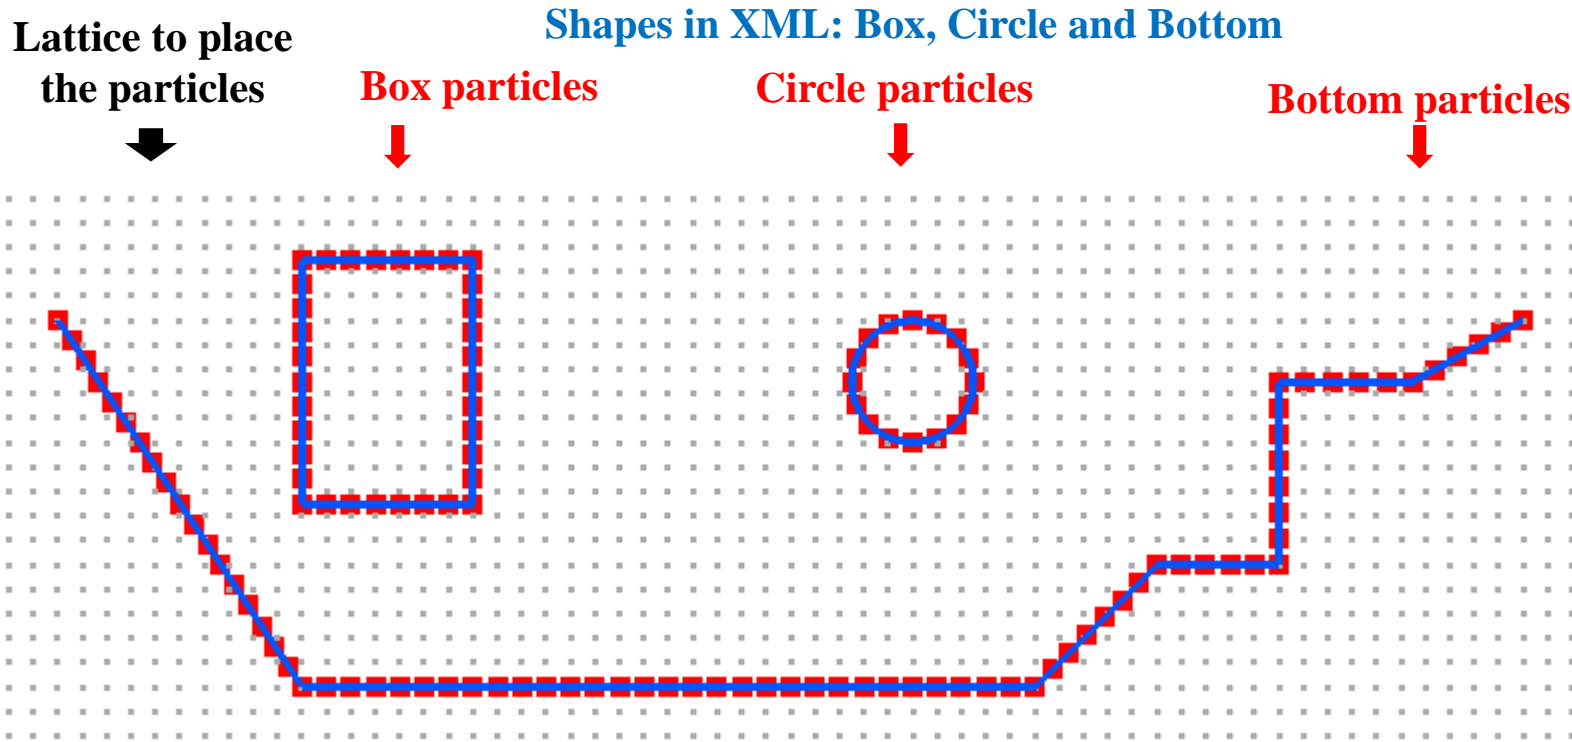 Shapes in XML: Box, Circle and Bottom
Lattice to place
the particles
Box particles
Circle particles
Bottom particles